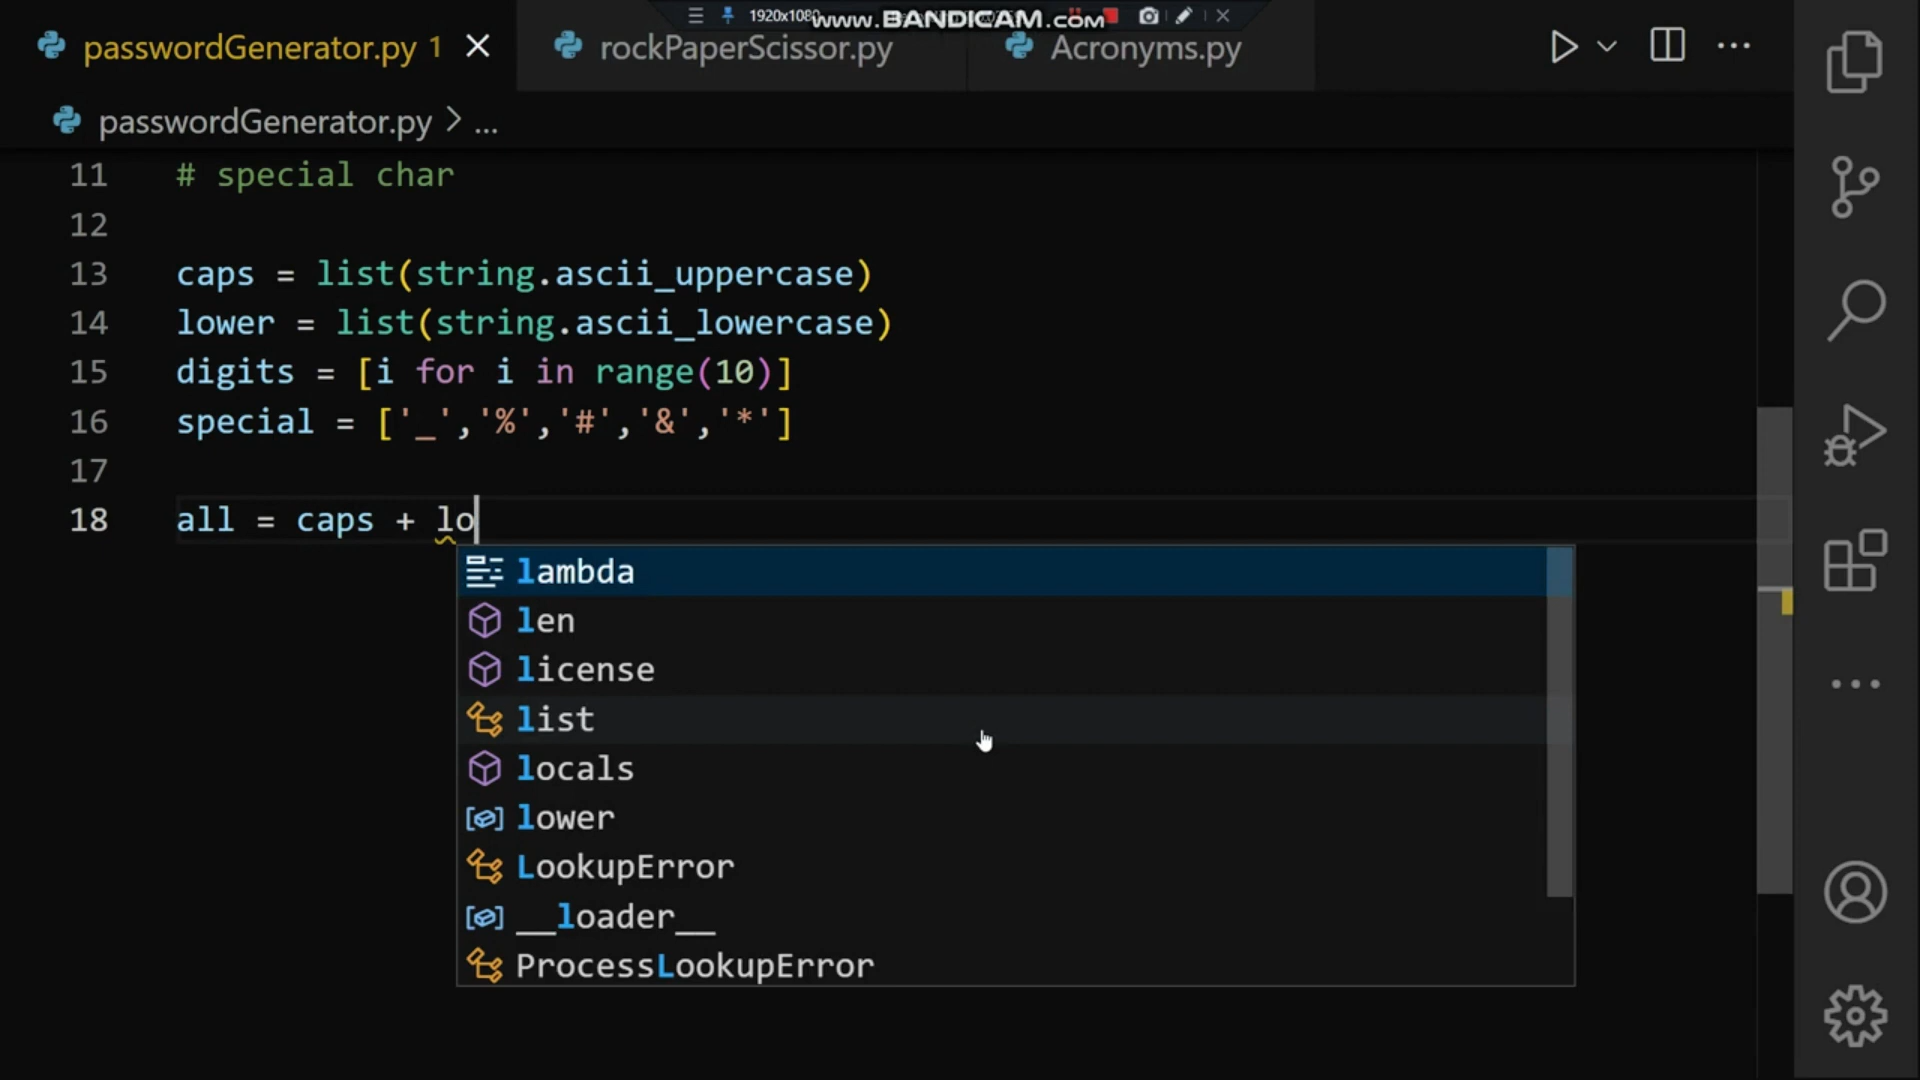 1920x1080
www.BANDICAM.com
passwordGenerator.py 1
rockPaperScissor.py
Acronyms.py
passwordGenerator.py > ...
11 # special char
12
13 caps = list(string.ascii_uppercase)
14 lower = list(string.ascii_lowercase)
15 digits = [i for i in range(10)]
16 special = ['_','%','#','&','*']
17
18 all = caps + lo
lambda
len
license
list
locals
lower
LookupError
__loader__
ProcessLookupError